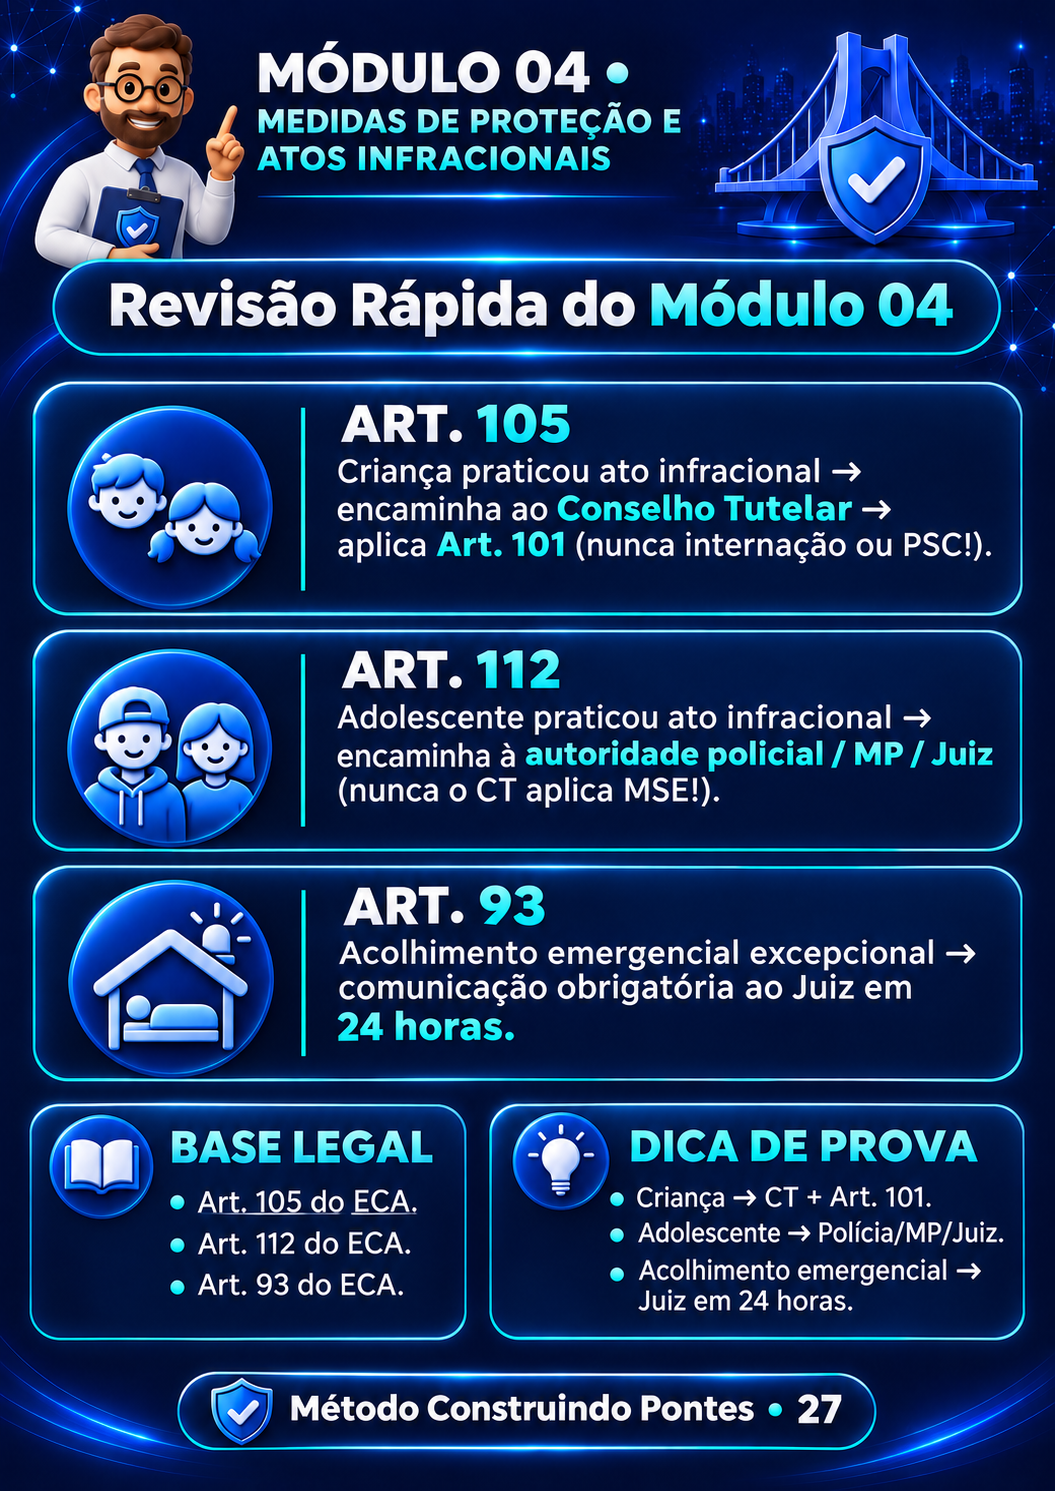 MÓDULO 04 •
MEDIDAS DE PROTEÇÃO E
ATOS INFRACIONAIS
Revisão Rápida do Módulo 04
ART. 105
Criança praticou ato infracional →
encaminha ao Conselho Tutelar →
aplica Art. 101 (nunca internação ou PSC!).
ART. 112
Adolescente praticou ato infracional →
encaminha à autoridade policial / MP / Juiz
(nunca o CT aplica MSE!).
ART. 93
Acolhimento emergencial excepcional →
comunicação obrigatória ao Juiz em
24 horas.
BASE LEGAL
• Art. 105 do ECA.
• Art. 112 do ECA.
• Art. 93 do ECA.
DICA DE PROVA
• Criança → CT + Art. 101.
• Adolescente → Polícia/MP/Juiz.
• Acolhimento emergencial →
Juiz em 24 horas.
Método Construindo Pontes • 27